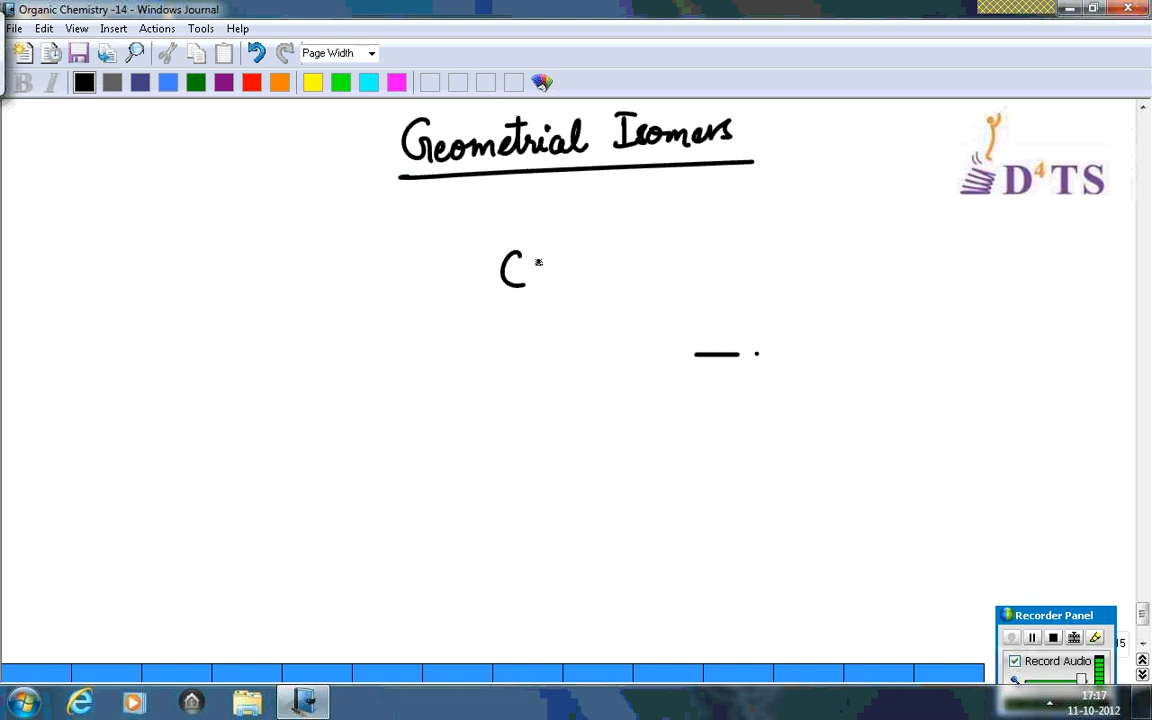 Organic Chemistry -14 - Windows Journal
File Edit View Insert Actions Tools Help
Page Width
B I
Geometrial Isomers
D4TS
C
Recorder Panel
15
Record Audio
17:17
11-10-2012